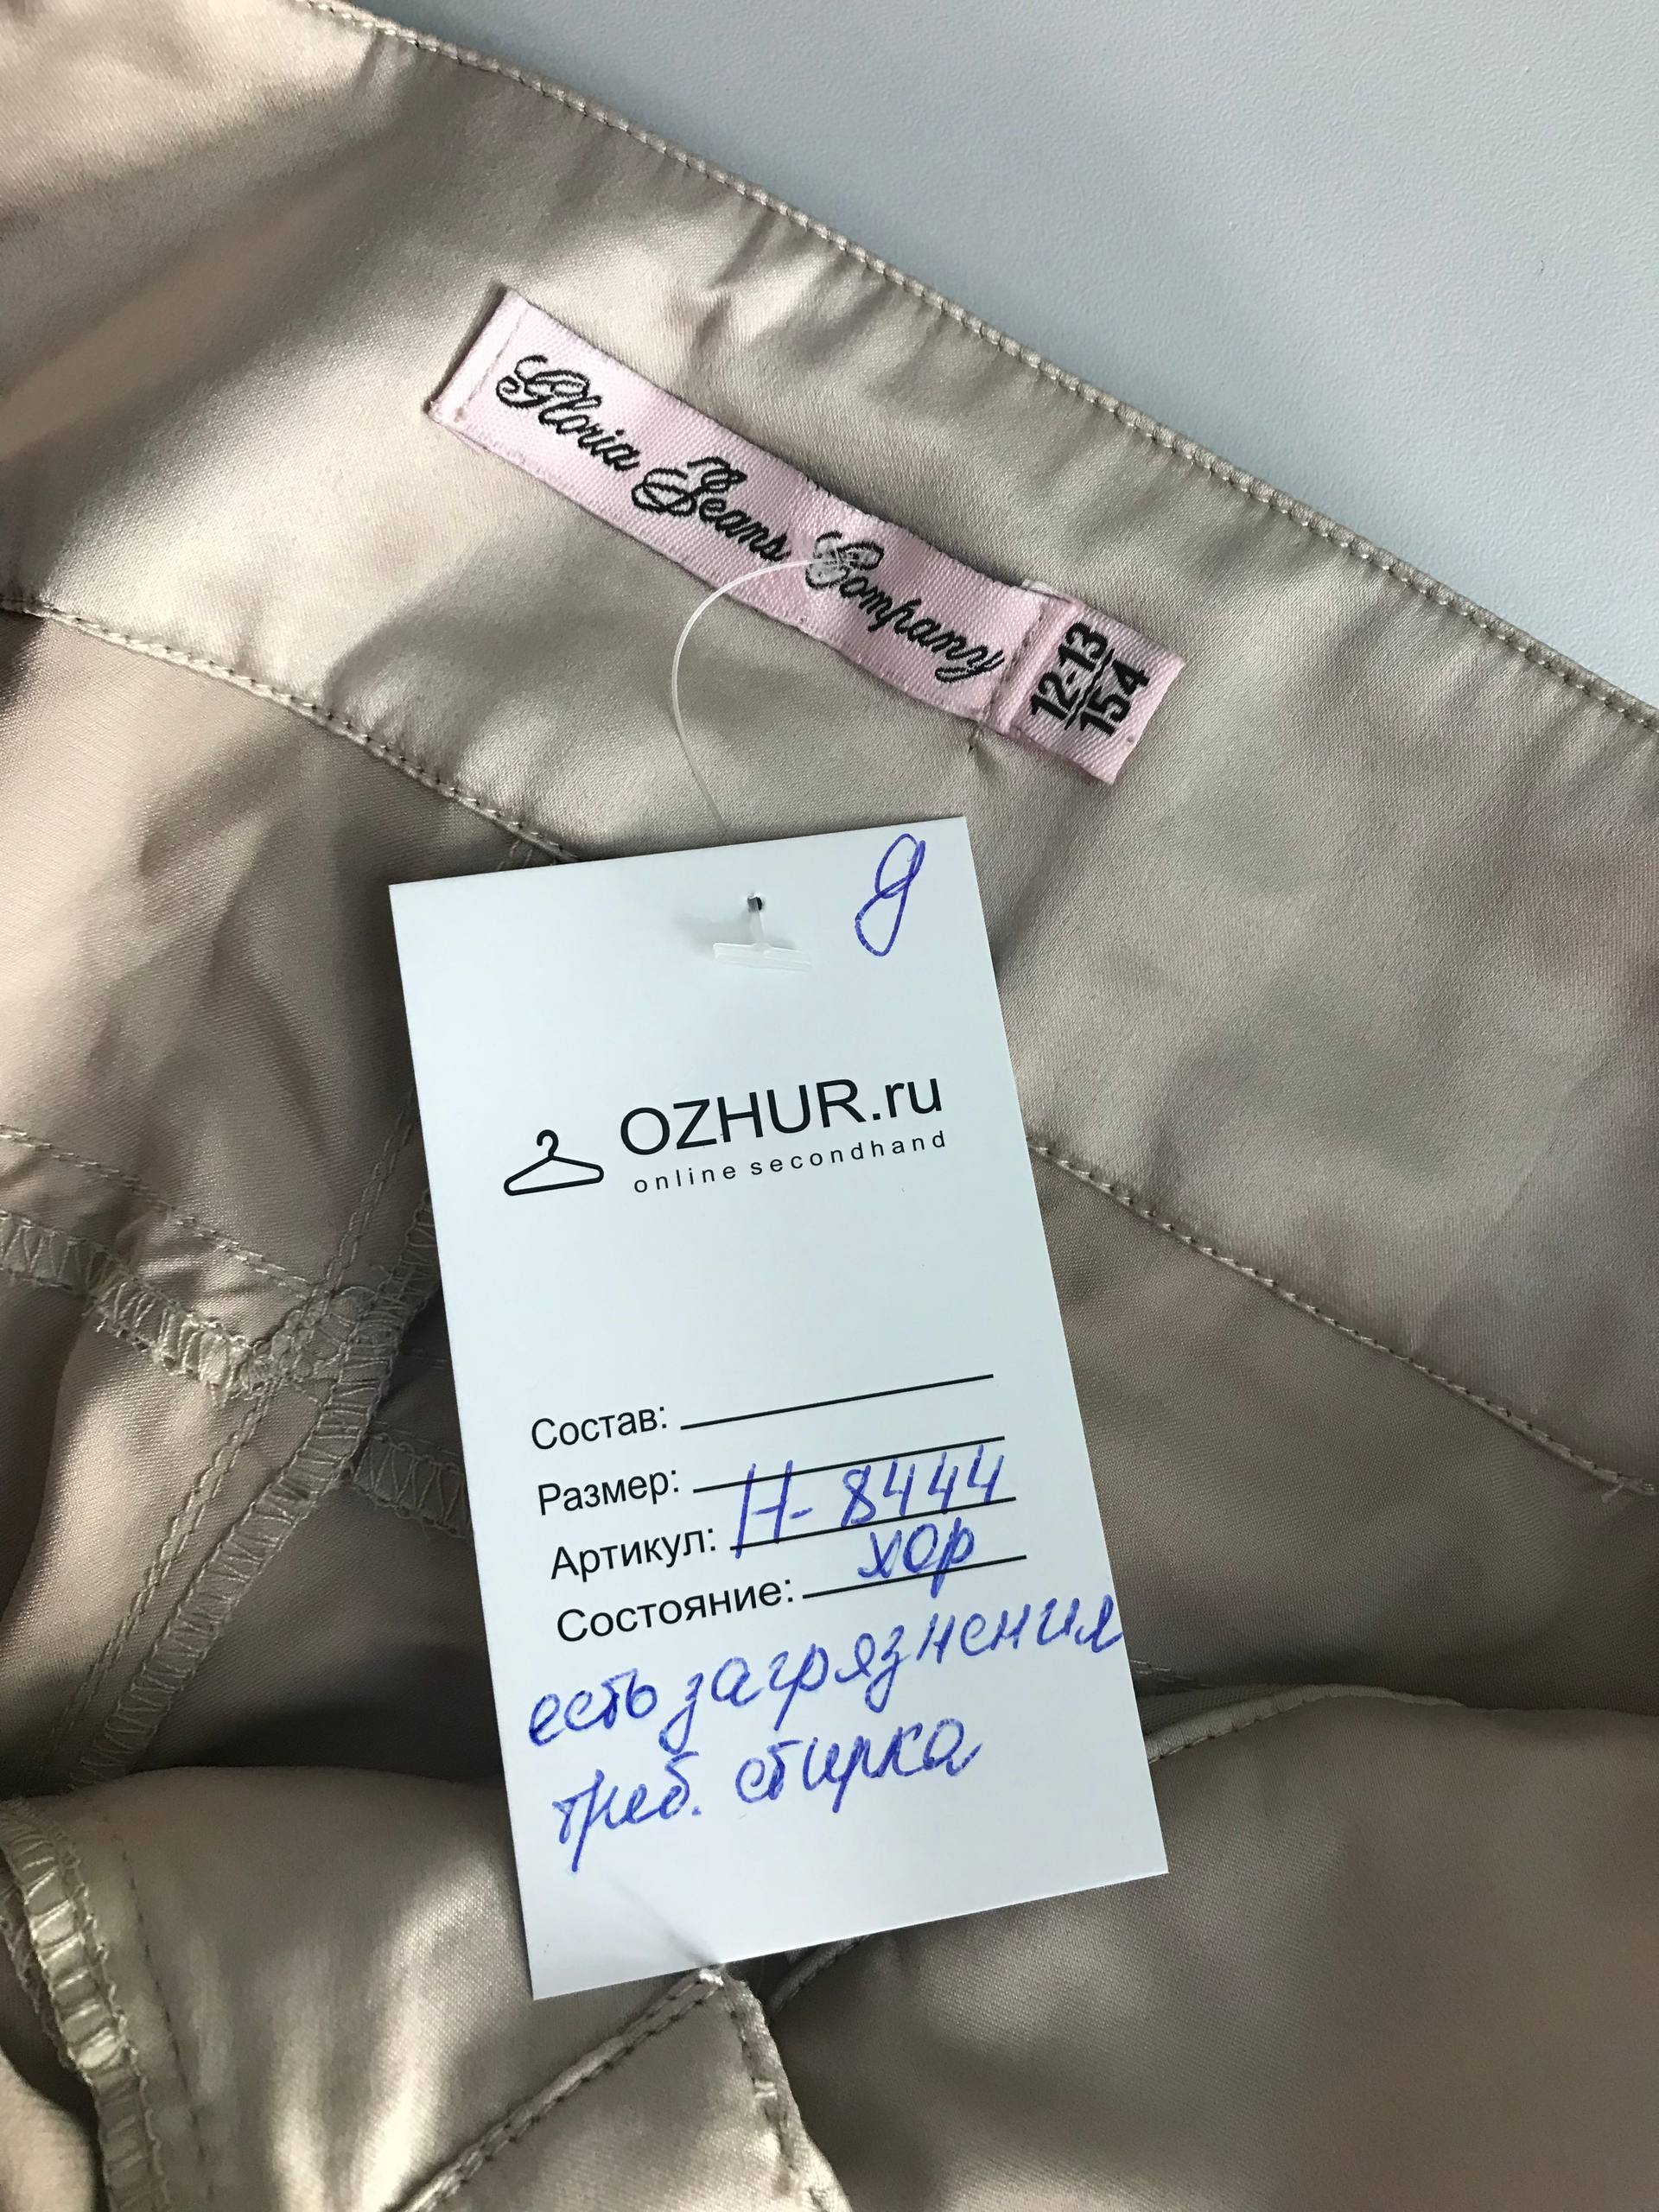 Gloria Jeans Company
12-13
154
д
OZHUR.ru
online secondhand
Состав:
Размер:
Артикул: Н-8444
Состояние: хор
есть загрязнения
треб. стирка